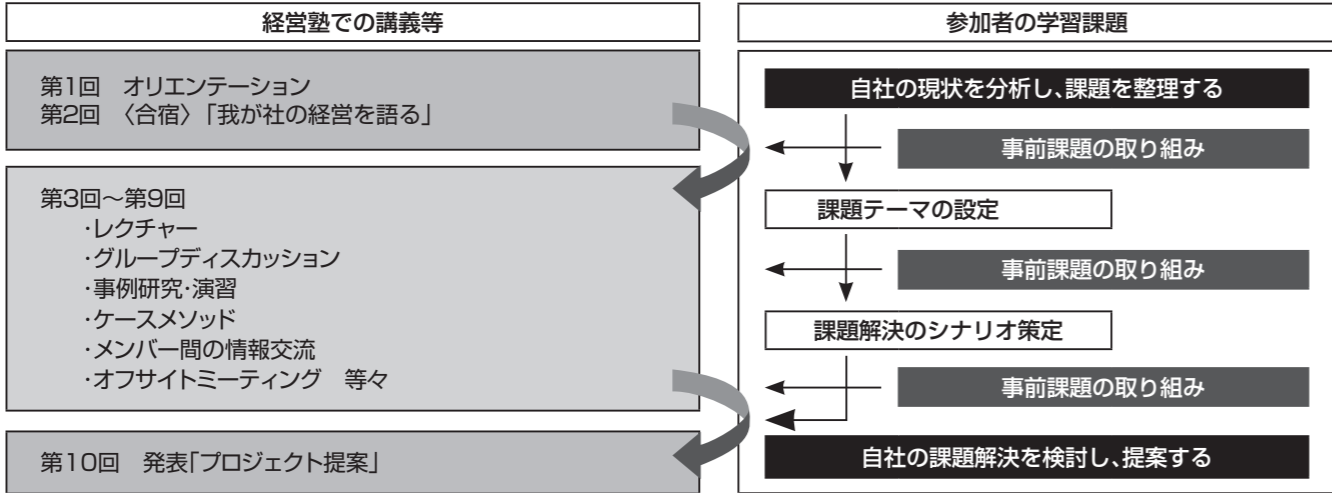 経営塾での講義等
第1回　オリエンテーション
第2回　〈合宿〉「我が社の経営を語る」
第3回～第9回
・レクチャー
・グループディスカッション
・事例研究・演習
・ケースメソッド
・メンバー間の情報交流
・オフサイトミーティング　等々
第10回　発表「プロジェクト提案」
参加者の学習課題
自社の現状を分析し、課題を整理する
事前課題の取り組み
課題テーマの設定
事前課題の取り組み
課題解決のシナリオ策定
事前課題の取り組み
自社の課題解決を検討し、提案する